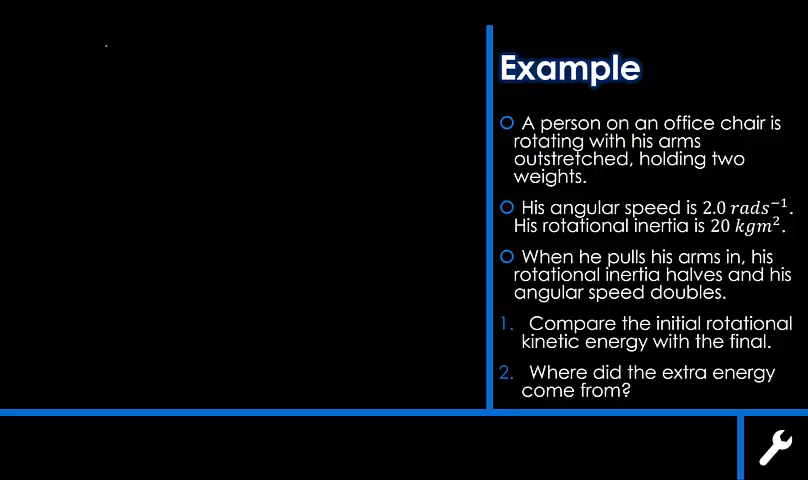 Example
A person on an office chair is
rotating with his arms
outstretched, holding two
weights.
His angular speed is 2.0 rads⁻¹.
His rotational inertia is 20 kgm².
When he pulls his arms in, his
rotational inertia halves and his
angular speed doubles.
1. Compare the initial rotational
kinetic energy with the final.
2. Where did the extra energy
come from?